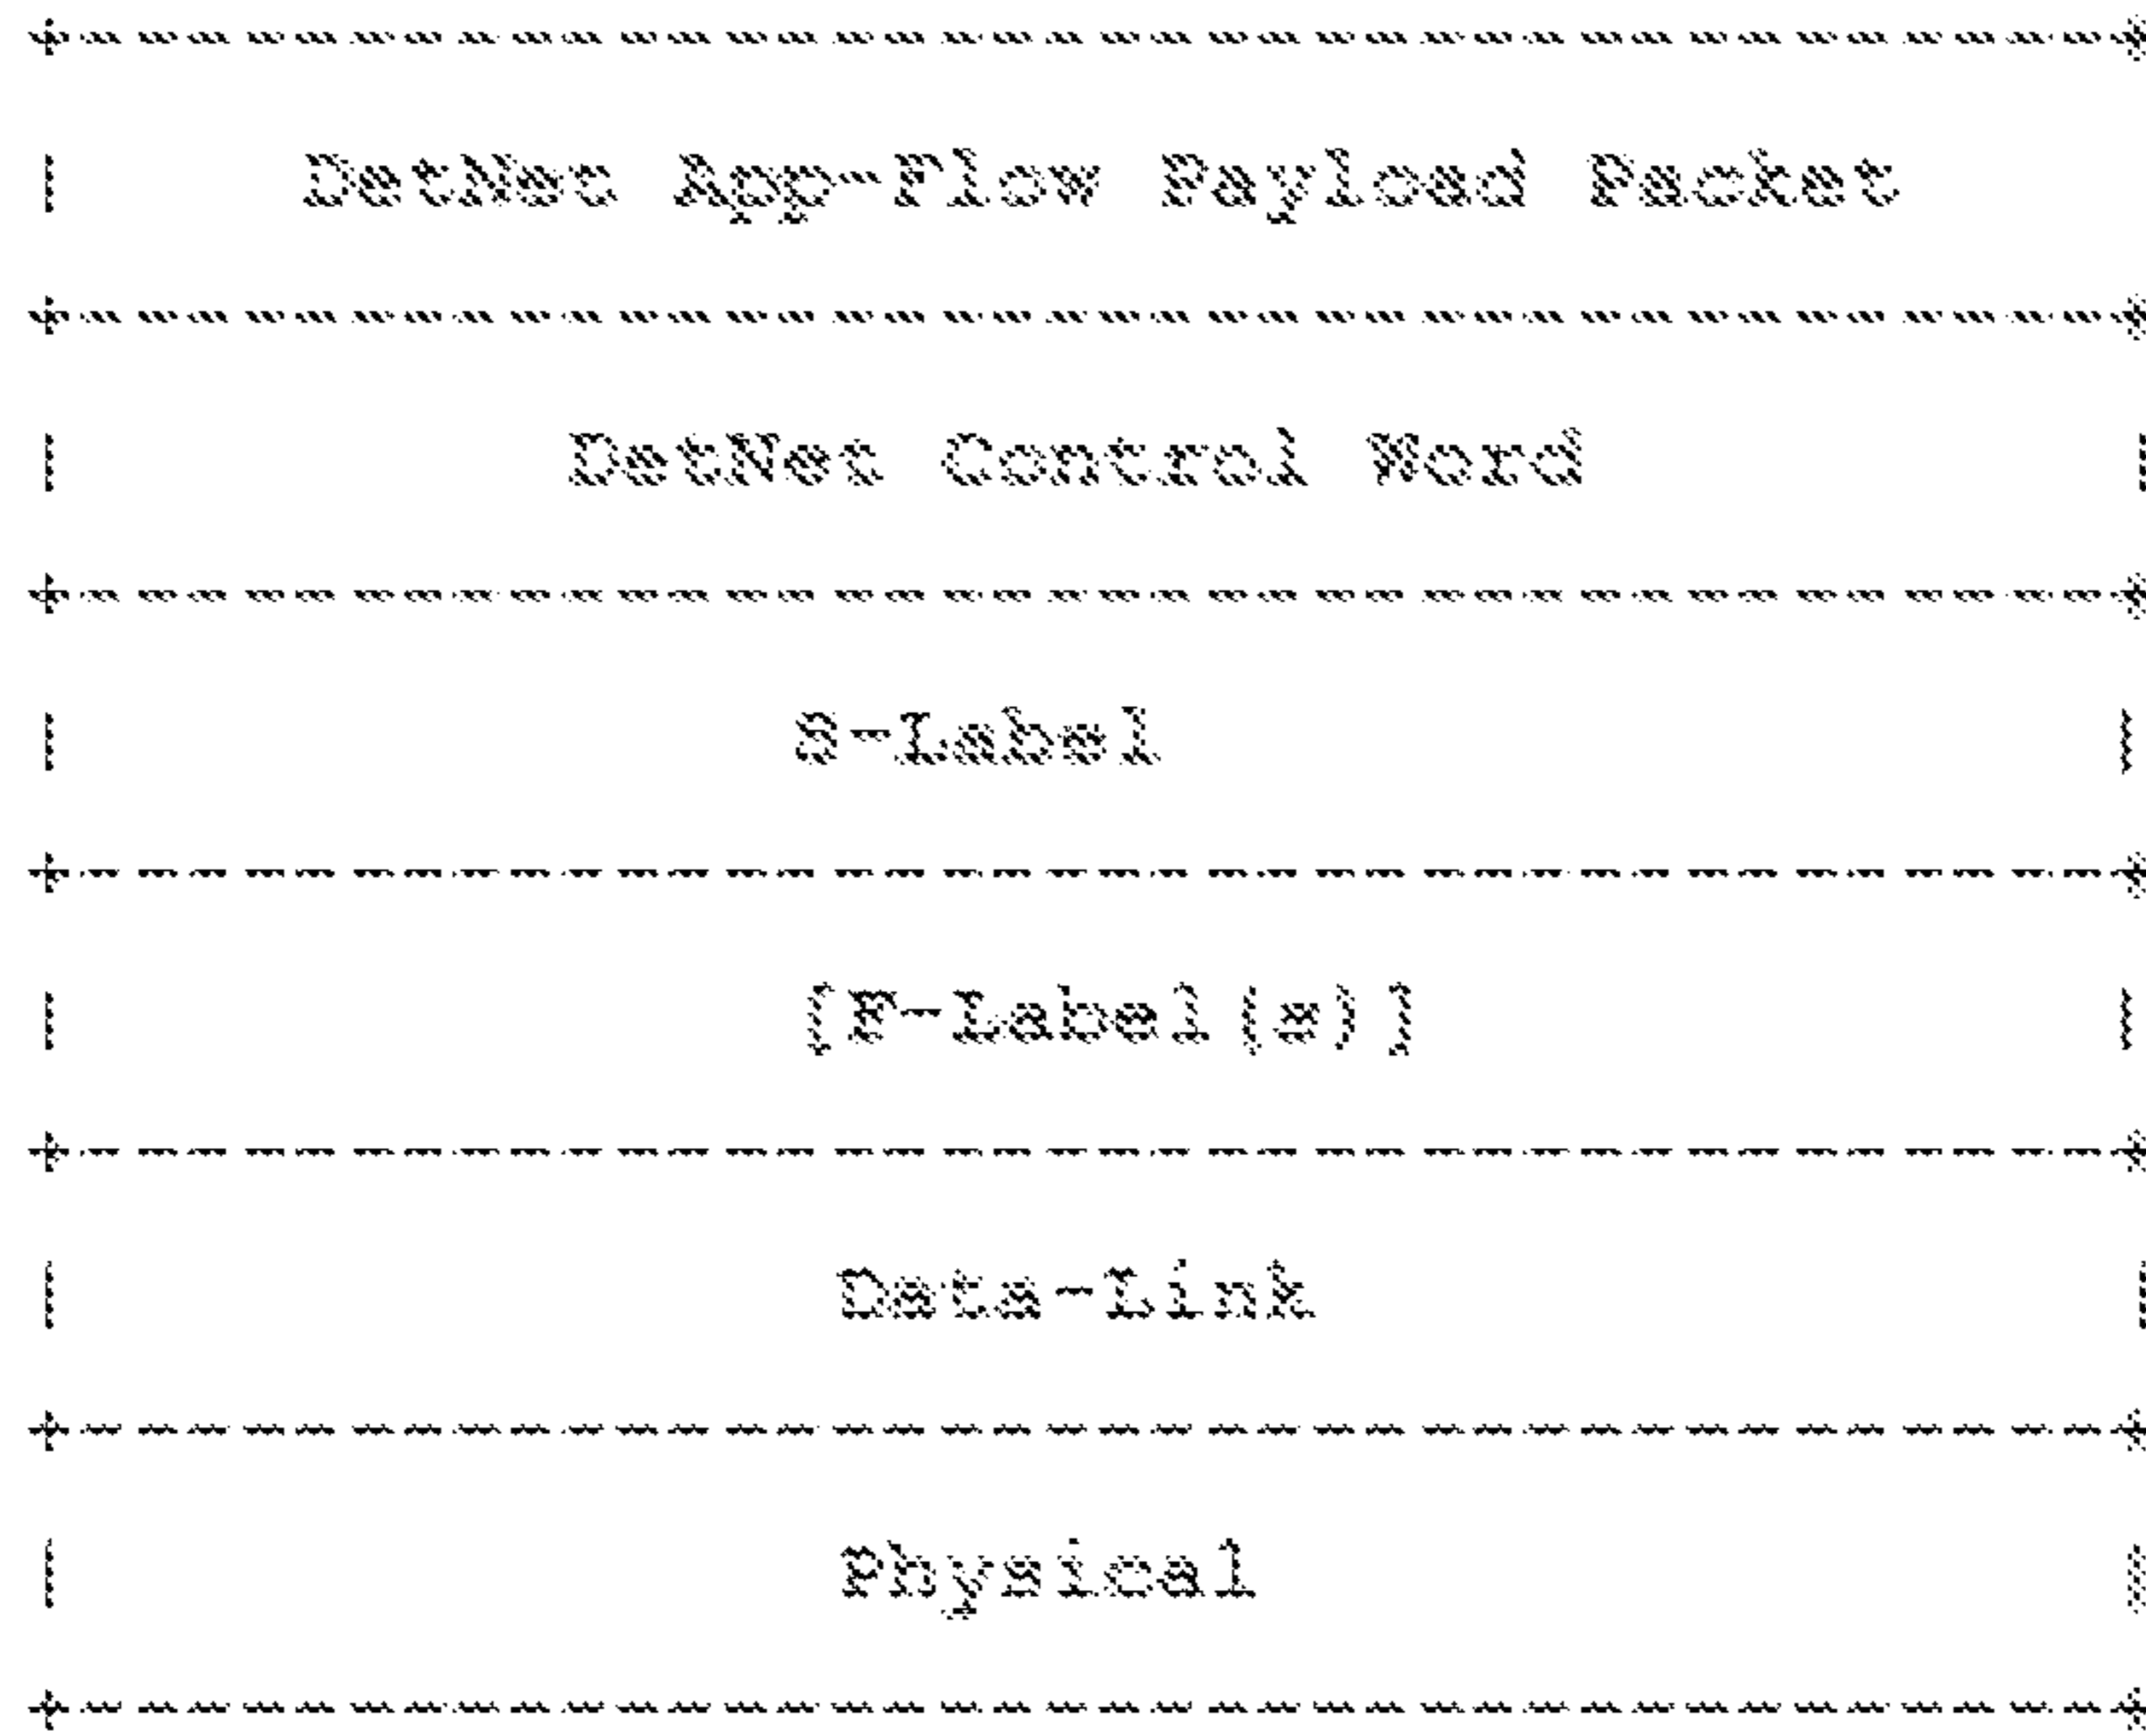 +---------------------------------------+
| DetNet App-Flow Payload Packet
+---------------------------------------+
| DetNet Control Word |
+---------------------------------------+
| S-Label |
+---------------------------------------+
| [F-Label(s)] |
+---------------------------------------+
| Data-Link |
+---------------------------------------+
| Physical |
+---------------------------------------+